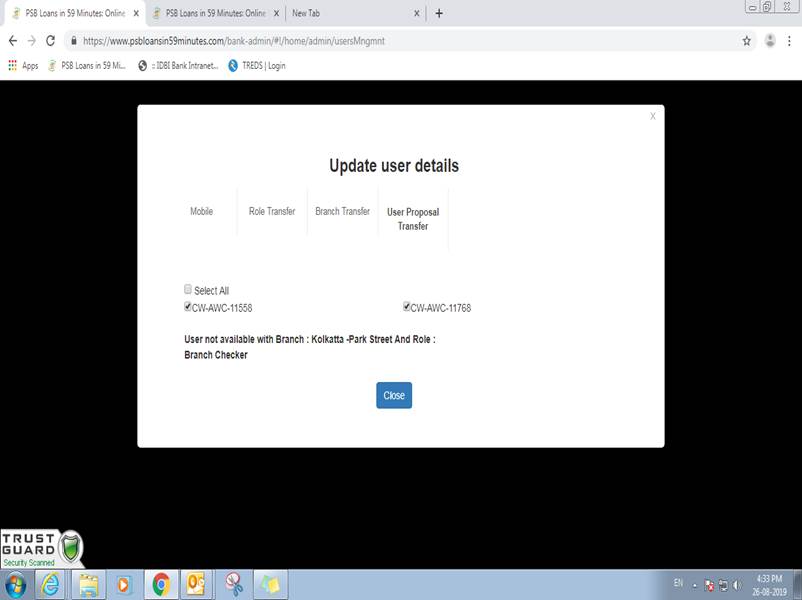 PSB Loans in 59 Minutes: Online
PSB Loans in 59 Minutes: Online
New Tab
https://www.psbloansin59minutes.com/bank-admin/#!/home/admin/usersMngmnt
Apps
PSB Loans in 59 Mi...
:: IDBI Bank Intranet...
TREDS | Login
X
Update user details
Mobile
Role Transfer
Branch Transfer
User Proposal
Transfer
Select All
CW-AWC-11558
CW-AWC-11768
User not available with Branch : Kolkatta -Park Street And Role :
Branch Checker
Close
TRUST
GUARD
Security Scanned
EN
4:33 PM
26-08-2019